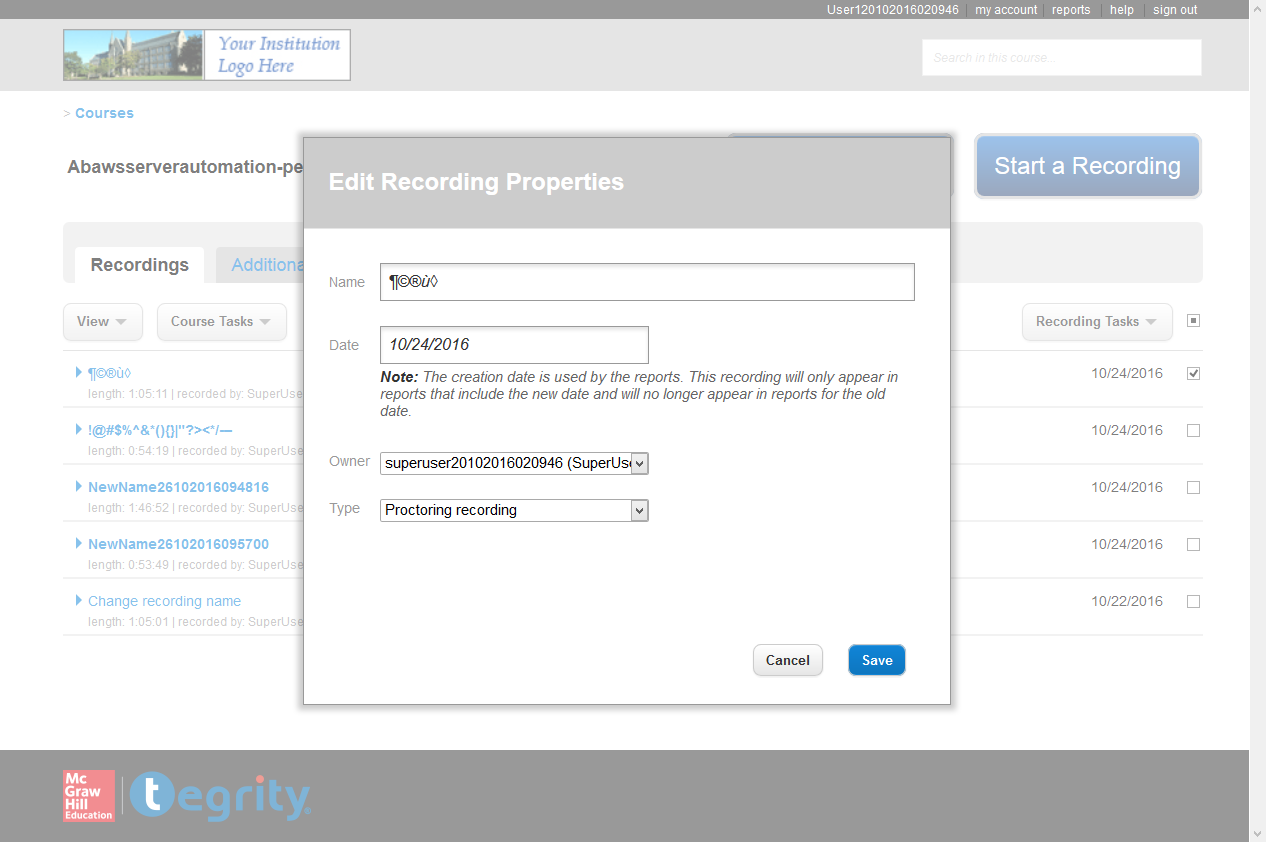 User120102016020946 | my account | reports | help | sign out
Your Institution
Logo Here
Search in this course...
> Courses
Abawsserverautomation-pe
Start a Recording
Edit Recording Properties
Recordings
Additiona
Name ¶©®ù◊
View
Course Tasks
Recording Tasks
Date 10/24/2016
Note: The creation date is used by the reports. This recording will only appear in
reports that include the new date and will no longer appear in reports for the old
date.
¶©®ù◊ 10/24/2016
length: 1:05:11 | recorded by: SuperUse
!@#$%^&*(){}|"?><*/— 10/24/2016
length: 0:54:19 | recorded by: SuperUse
Owner superuser20102016020946 (SuperUse
NewName26102016094816 10/24/2016
length: 1:46:52 | recorded by: SuperUse
Type Proctoring recording
NewName26102016095700 10/24/2016
length: 0:53:49 | recorded by: SuperUse
Change recording name 10/22/2016
length: 1:05:01 | recorded by: SuperUse
Cancel
Save
Mc
Graw
Hill
Education
tegrity